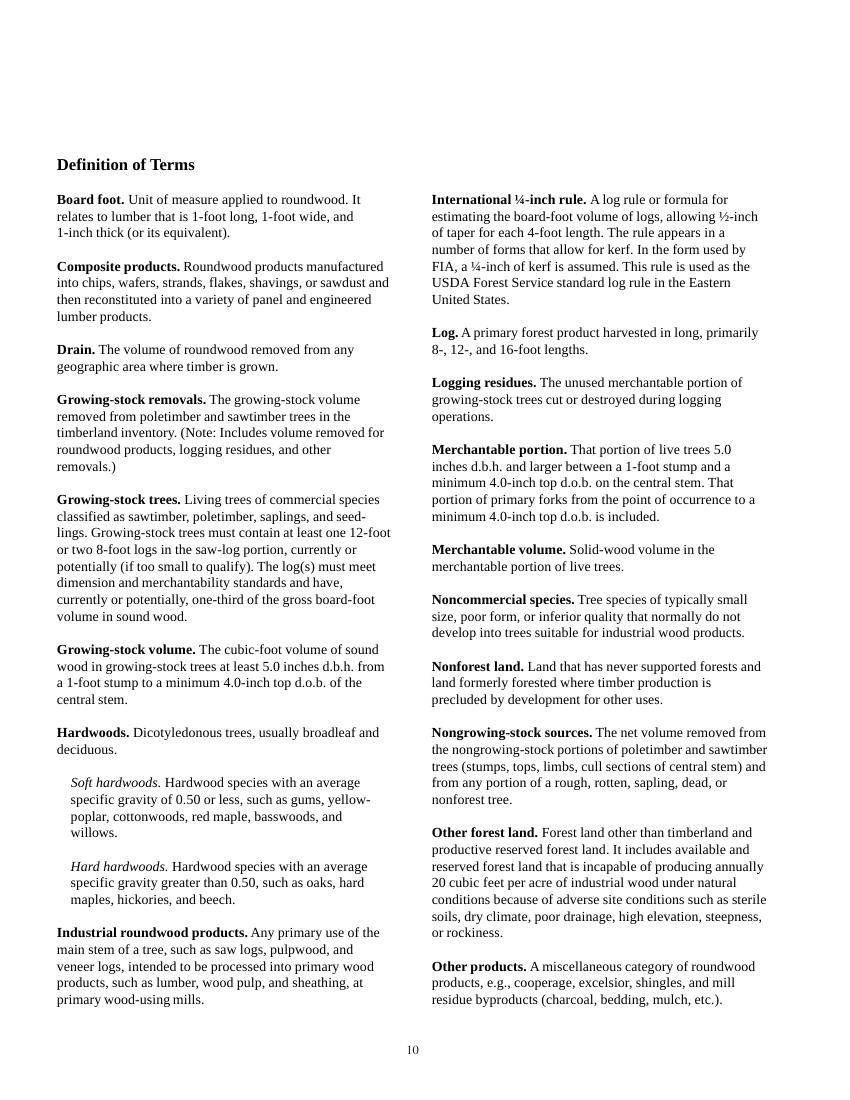 Definition of Terms
Board foot. Unit of measure applied to roundwood. It
relates to lumber that is 1-foot long, 1-foot wide, and
1-inch thick (or its equivalent).
Composite products. Roundwood products manufactured
into chips, wafers, strands, flakes, shavings, or sawdust and
then reconstituted into a variety of panel and engineered
lumber products.
Drain. The volume of roundwood removed from any
geographic area where timber is grown.
Growing-stock removals. The growing-stock volume
removed from poletimber and sawtimber trees in the
timberland inventory. (Note: Includes volume removed for
roundwood products, logging residues, and other
removals.)
Growing-stock trees. Living trees of commercial species
classified as sawtimber, poletimber, saplings, and seed-
lings. Growing-stock trees must contain at least one 12-foot
or two 8-foot logs in the saw-log portion, currently or
potentially (if too small to qualify). The log(s) must meet
dimension and merchantability standards and have,
currently or potentially, one-third of the gross board-foot
volume in sound wood.
Growing-stock volume. The cubic-foot volume of sound
wood in growing-stock trees at least 5.0 inches d.b.h. from
a 1-foot stump to a minimum 4.0-inch top d.o.b. of the
central stem.
Hardwoods. Dicotyledonous trees, usually broadleaf and
deciduous.
Soft hardwoods. Hardwood species with an average
specific gravity of 0.50 or less, such as gums, yellow-
poplar, cottonwoods, red maple, basswoods, and
willows.
Hard hardwoods. Hardwood species with an average
specific gravity greater than 0.50, such as oaks, hard
maples, hickories, and beech.
Industrial roundwood products. Any primary use of the
main stem of a tree, such as saw logs, pulpwood, and
veneer logs, intended to be processed into primary wood
products, such as lumber, wood pulp, and sheathing, at
primary wood-using mills.
International ¼-inch rule. A log rule or formula for
estimating the board-foot volume of logs, allowing ½-inch
of taper for each 4-foot length. The rule appears in a
number of forms that allow for kerf. In the form used by
FIA, a ¼-inch of kerf is assumed. This rule is used as the
USDA Forest Service standard log rule in the Eastern
United States.
Log. A primary forest product harvested in long, primarily
8-, 12-, and 16-foot lengths.
Logging residues. The unused merchantable portion of
growing-stock trees cut or destroyed during logging
operations.
Merchantable portion. That portion of live trees 5.0
inches d.b.h. and larger between a 1-foot stump and a
minimum 4.0-inch top d.o.b. on the central stem. That
portion of primary forks from the point of occurrence to a
minimum 4.0-inch top d.o.b. is included.
Merchantable volume. Solid-wood volume in the
merchantable portion of live trees.
Noncommercial species. Tree species of typically small
size, poor form, or inferior quality that normally do not
develop into trees suitable for industrial wood products.
Nonforest land. Land that has never supported forests and
land formerly forested where timber production is
precluded by development for other uses.
Nongrowing-stock sources. The net volume removed from
the nongrowing-stock portions of poletimber and sawtimber
trees (stumps, tops, limbs, cull sections of central stem) and
from any portion of a rough, rotten, sapling, dead, or
nonforest tree.
Other forest land. Forest land other than timberland and
productive reserved forest land. It includes available and
reserved forest land that is incapable of producing annually
20 cubic feet per acre of industrial wood under natural
conditions because of adverse site conditions such as sterile
soils, dry climate, poor drainage, high elevation, steepness,
or rockiness.
Other products. A miscellaneous category of roundwood
products, e.g., cooperage, excelsior, shingles, and mill
residue byproducts (charcoal, bedding, mulch, etc.).
10